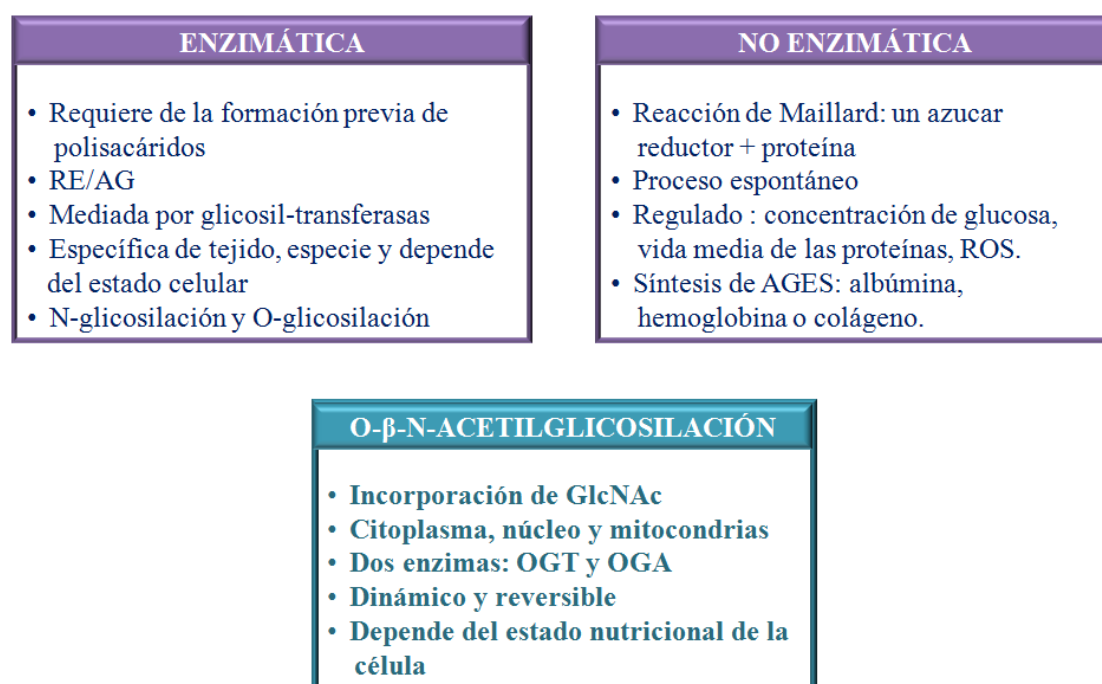 ENZIMÁTICA
• Requiere de la formación previa de
polisacáridos
• RE/AG
• Mediada por glicosil-transferasas
• Específica de tejido, especie y depende
del estado celular
• N-glicosilación y O-glicosilación
NO ENZIMÁTICA
• Reacción de Maillard: un azucar
reductor + proteína
• Proceso espontáneo
• Regulado : concentración de glucosa,
vida media de las proteínas, ROS.
• Síntesis de AGES: albúmina,
hemoglobina o colágeno.
O-β-N-ACETILGLICOSILACIÓN
• Incorporación de GlcNAc
• Citoplasma, núcleo y mitocondrias
• Dos enzimas: OGT y OGA
• Dinámico y reversible
• Depende del estado nutricional de la
célula